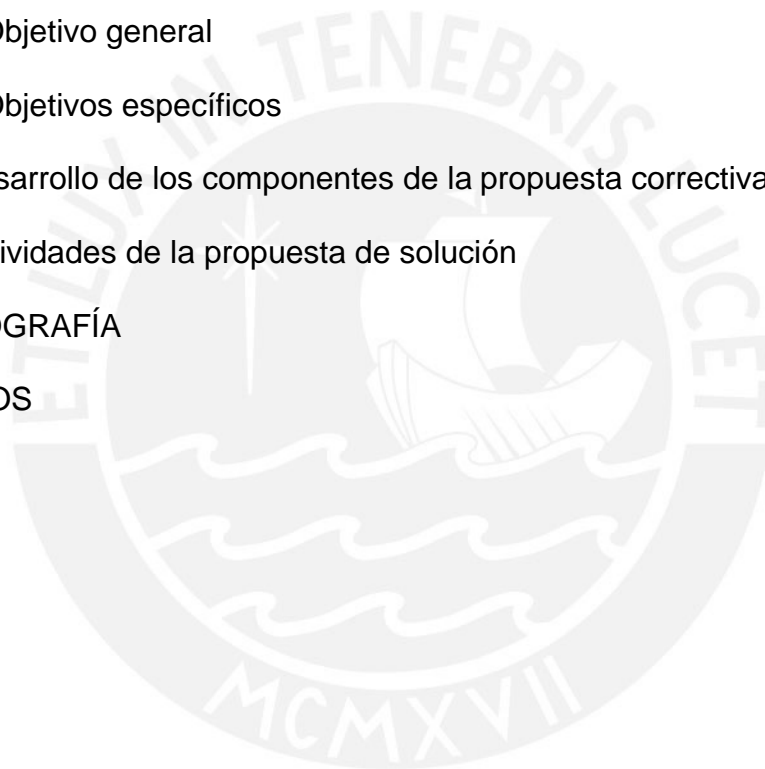 Objetivo general
Objetivos específicos
sarrollo de los componentes de la propuesta correctiva
ividades de la propuesta de solución
OGRAFÍA
OS
ET LUX IN TENEBRIS LUCET
MCMXVII